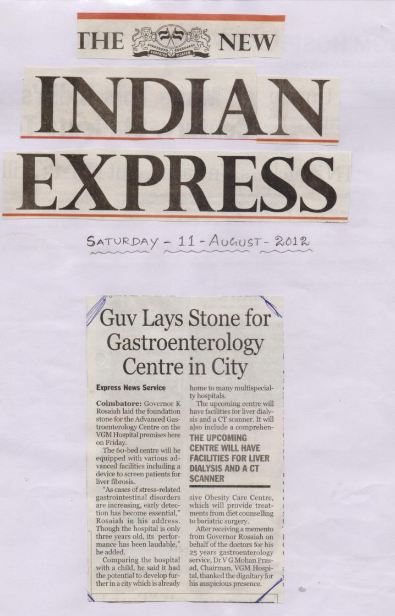 THE NEW
INDIAN
EXPRESS
SATURDAY - 11 - AUGUST - 2012
Guv Lays Stone for
Gastroenterology
Centre in City
Express News Service
Coimbatore: Governor K
Rosaiah laid the foundation
stone for the Advanced Gas-
troenterology Centre on the
VGM Hospital premises here
on Friday.
The 60-bed centre will be
equipped with various ad-
vanced facilities including a
device to screen patients for
liver fibrosis.
"As cases of stress-related
gastrointestinal disorders
are increasing, early detec-
tion has become essential,"
Rosaiah in his address.
Though the hospital is only
three years old, its perfor-
mance has been laudable,"
he added.
Comparing the hospital
with a child, he said it had
the potential to develop fur-
ther in a city which is already
home to many multispecial-
ty hospitals.
The upcoming centre will
have facilities for liver dialy-
sis and a CT scanner. It will
also include a comprehen-
THE UPCOMING
CENTRE WILL HAVE
FACILITIES FOR LIVER
DIALYSIS AND A CT
SCANNER
sive Obesity Care Centre,
which will provide treat-
ments from diet counselling
to bariatric surgery.
After receiving a memento
from Governor Rosaiah on
behalf of the doctors for his
25 years gastroenterology
service, Dr V G Mohan Pras-
ad, Chairman, VGM Hospi-
tal, thanked the dignitary for
his auspicious presence.